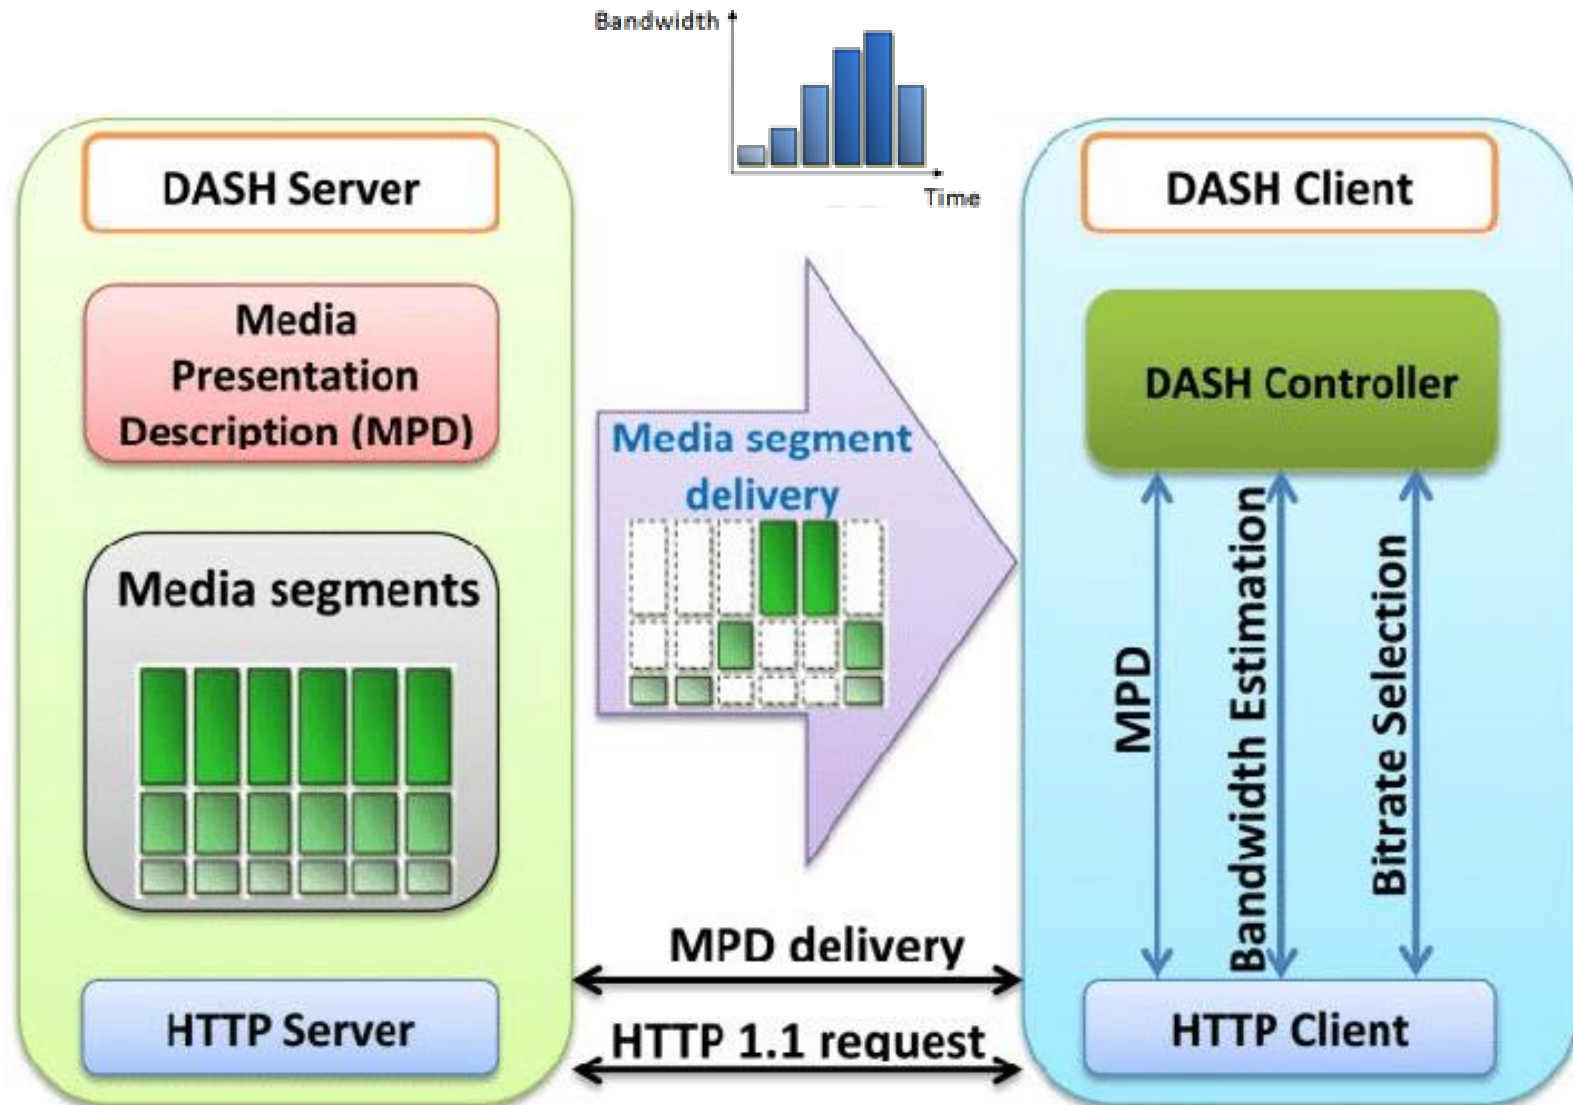 Bandwidth
Time
DASH Server
Media
Presentation
Description (MPD)
Media segments
HTTP Server
Media segment
delivery
MPD delivery
HTTP 1.1 request
DASH Client
DASH Controller
MPD
Bandwidth Estimation
Bitrate Selection
HTTP Client